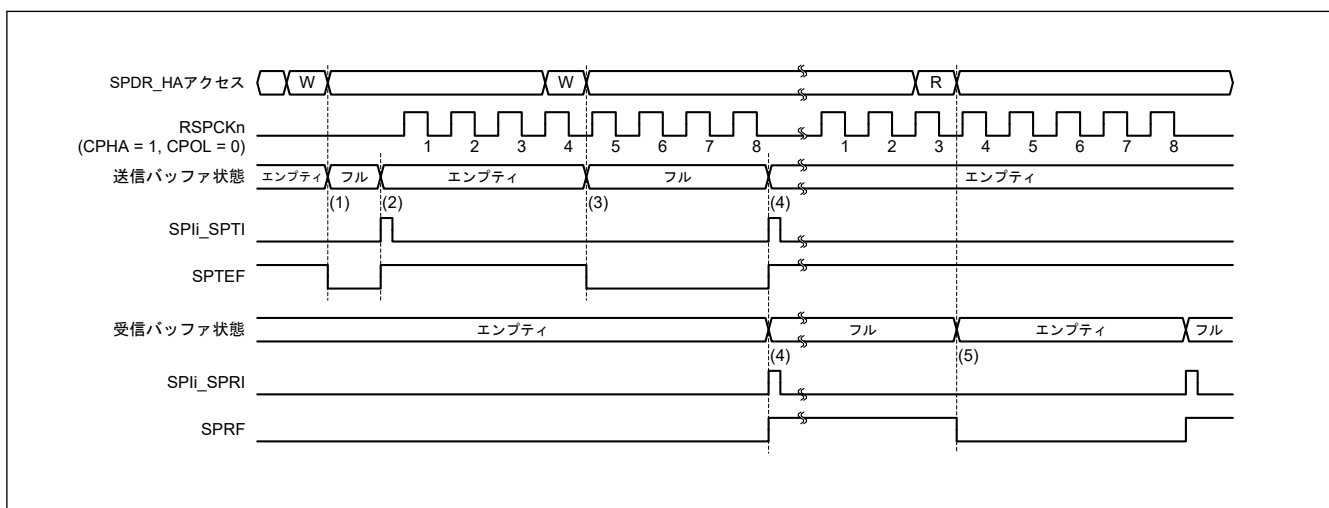 SPDR_HAアクセス W W R
RSPCKn
(CPHA = 1, CPOL = 0)
1 2 3 4 5 6 7 8 1 2 3 4 5 6 7 8
送信バッファ状態 エンプティ フル エンプティ フル エンプティ
(1) (2) (3) (4)
SPIi_SPTI
SPTEF
受信バッファ状態 エンプティ フル エンプティ フル
(4) (5)
SPIi_SPRI
SPRF